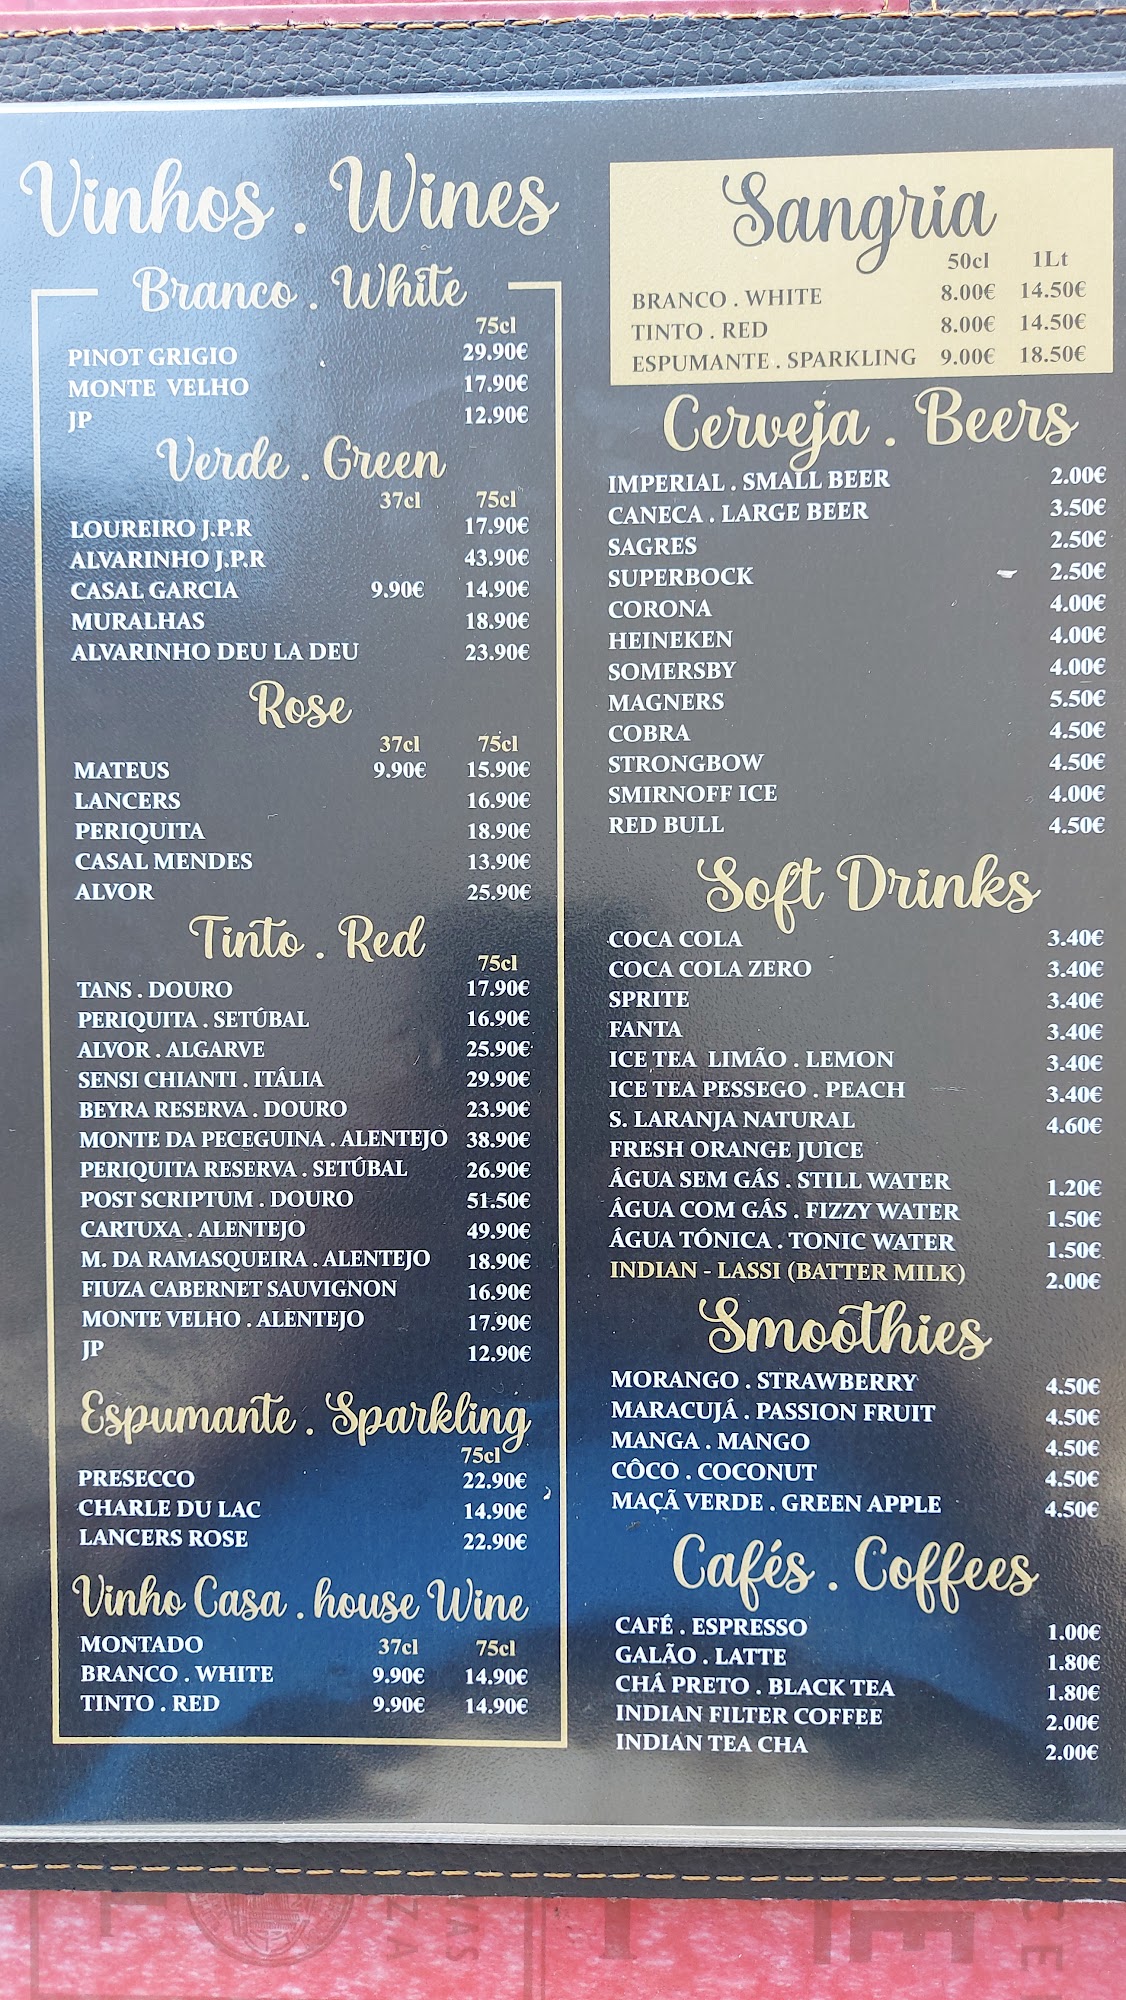 Vinhos . Wines
Branco . White
75cl
PINOT GRIGIO 29.90€
MONTE VELHO 17.90€
JP 12.90€
Verde . Green
37cl 75cl
LOUREIRO J.P.R 17.90€
ALVARINHO J.P.R 43.90€
CASAL GARCIA 9.90€ 14.90€
MURALHAS 18.90€
ALVARINHO DEU LA DEU 23.90€
Rose
37cl 75cl
MATEUS 9.90€ 15.90€
LANCERS 16.90€
PERIQUITA 18.90€
CASAL MENDES 13.90€
ALVOR 25.90€
Tinto . Red
75cl
TANS . DOURO 17.90€
PERIQUITA . SETÚBAL 16.90€
ALVOR . ALGARVE 25.90€
SENSI CHIANTI . ITÁLIA 29.90€
BEYRA RESERVA . DOURO 23.90€
MONTE DA PECEGUINA . ALENTEJO 38.90€
PERIQUITA RESERVA . SETÚBAL 26.90€
POST SCRIPTUM . DOURO 51.50€
CARTUXA . ALENTEJO 49.90€
M. DA RAMASQUEIRA . ALENTEJO 18.90€
FIUZA CABERNET SAUVIGNON 16.90€
MONTE VELHO . ALENTEJO 17.90€
JP 12.90€
Espumante . Sparkling
75cl
PRESECCO 22.90€
CHARLE DU LAC 14.90€
LANCERS ROSE 22.90€
Vinho Casa . house Wine
MONTADO 37cl 75cl
BRANCO . WHITE 9.90€ 14.90€
TINTO . RED 9.90€ 14.90€
Sangria
50cl 1Lt
BRANCO . WHITE 8.00€ 14.50€
TINTO . RED 8.00€ 14.50€
ESPUMANTE . SPARKLING 9.00€ 18.50€
Cerveja . Beers
IMPERIAL . SMALL BEER 2.00€
CANECA . LARGE BEER 3.50€
SAGRES 2.50€
SUPERBOCK 2.50€
CORONA 4.00€
HEINEKEN 4.00€
SOMERSBY 4.00€
MAGNERS 5.50€
COBRA 4.50€
STRONGBOW 4.50€
SMIRNOFF ICE 4.00€
RED BULL 4.50€
Soft Drinks
COCA COLA 3.40€
COCA COLA ZERO 3.40€
SPRITE 3.40€
FANTA 3.40€
ICE TEA LIMÃO . LEMON 3.40€
ICE TEA PESSEGO . PEACH 3.40€
S. LARANJA NATURAL 4.60€
FRESH ORANGE JUICE
ÁGUA SEM GÁS . STILL WATER 1.20€
ÁGUA COM GÁS . FIZZY WATER 1.50€
ÁGUA TÓNICA . TONIC WATER 1.50€
INDIAN - LASSI (BATTER MILK) 2.00€
Smoothies
MORANGO . STRAWBERRY 4.50€
MARACUJÁ . PASSION FRUIT 4.50€
MANGA . MANGO 4.50€
CÔCO . COCONUT 4.50€
MAÇÃ VERDE . GREEN APPLE 4.50€
Cafés . Coffees
CAFÉ . ESPRESSO 1.00€
GALÃO . LATTE 1.80€
CHÁ PRETO . BLACK TEA 1.80€
INDIAN FILTER COFFEE 2.00€
INDIAN TEA CHA 2.00€